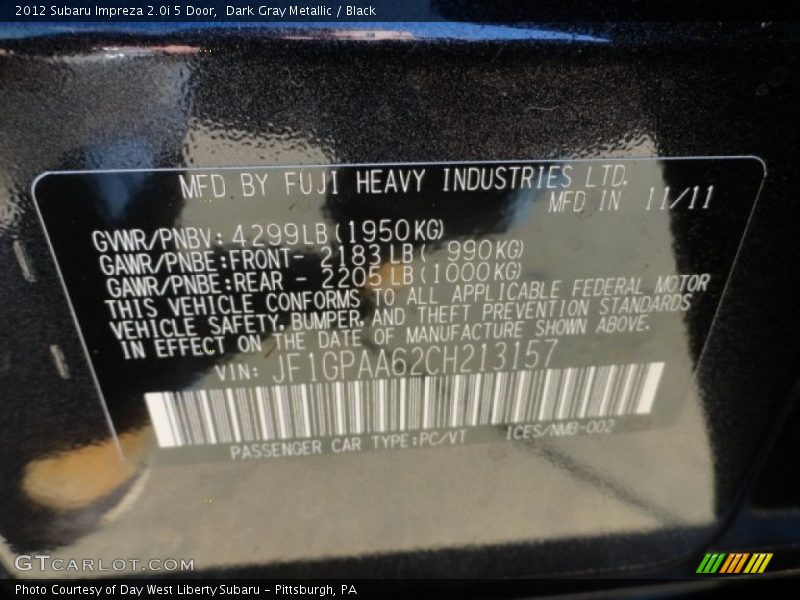 2012 Subaru Impreza 2.0i 5 Door,  Dark Gray Metallic / Black
MFD BY FUJI HEAVY INDUSTRIES LTD.
MFD IN 11/11
GVWR/PNBV: 4299LB(1950KG)
GAWR/PNBE:FRONT- 2183LB( 990KG)
GAWR/PNBE:REAR - 2205LB(1000KG)
THIS VEHICLE CONFORMS TO ALL APPLICABLE FEDERAL MOTOR
VEHICLE SAFETY, BUMPER, AND THEFT PREVENTION STANDARDS
IN EFFECT ON THE DATE OF MANUFACTURE SHOWN ABOVE.
VIN: JF1GPAA62CH213157
PASSENGER CAR TYPE:PC/VT ICES/NMB-002
GTCARLOT.COM
Photo Courtesy of Day West Liberty Subaru - Pittsburgh, PA